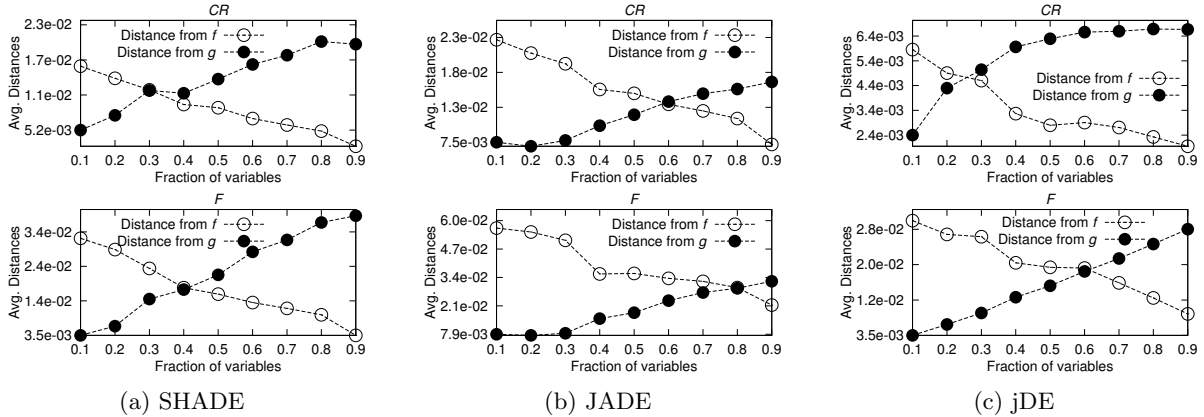 CR
2.3e-02
1.7e-02
1.1e-02
5.2e-03
Avg. Distances
Distance from f
Distance from g
0.1 0.2 0.3 0.4 0.5 0.6 0.7 0.8 0.9
Fraction of variables
CR
2.3e-02
1.8e-02
1.3e-02
7.5e-03
Avg. Distances
Distance from f
Distance from g
0.1 0.2 0.3 0.4 0.5 0.6 0.7 0.8 0.9
Fraction of variables
CR
6.4e-03
5.4e-03
4.4e-03
3.4e-03
2.4e-03
Avg. Distances
Distance from f
Distance from g
0.1 0.2 0.3 0.4 0.5 0.6 0.7 0.8 0.9
Fraction of variables
F
3.4e-02
2.4e-02
1.4e-02
3.5e-03
Avg. Distances
Distance from f
Distance from g
0.1 0.2 0.3 0.4 0.5 0.6 0.7 0.8 0.9
Fraction of variables
F
6.0e-02
4.7e-02
3.4e-02
2.1e-02
7.9e-03
Avg. Distances
Distance from f
Distance from g
0.1 0.2 0.3 0.4 0.5 0.6 0.7 0.8 0.9
Fraction of variables
F
2.8e-02
2.0e-02
1.2e-02
3.5e-03
Avg. Distances
Distance from f
Distance from g
0.1 0.2 0.3 0.4 0.5 0.6 0.7 0.8 0.9
Fraction of variables
(a) SHADE
(b) JADE
(c) jDE